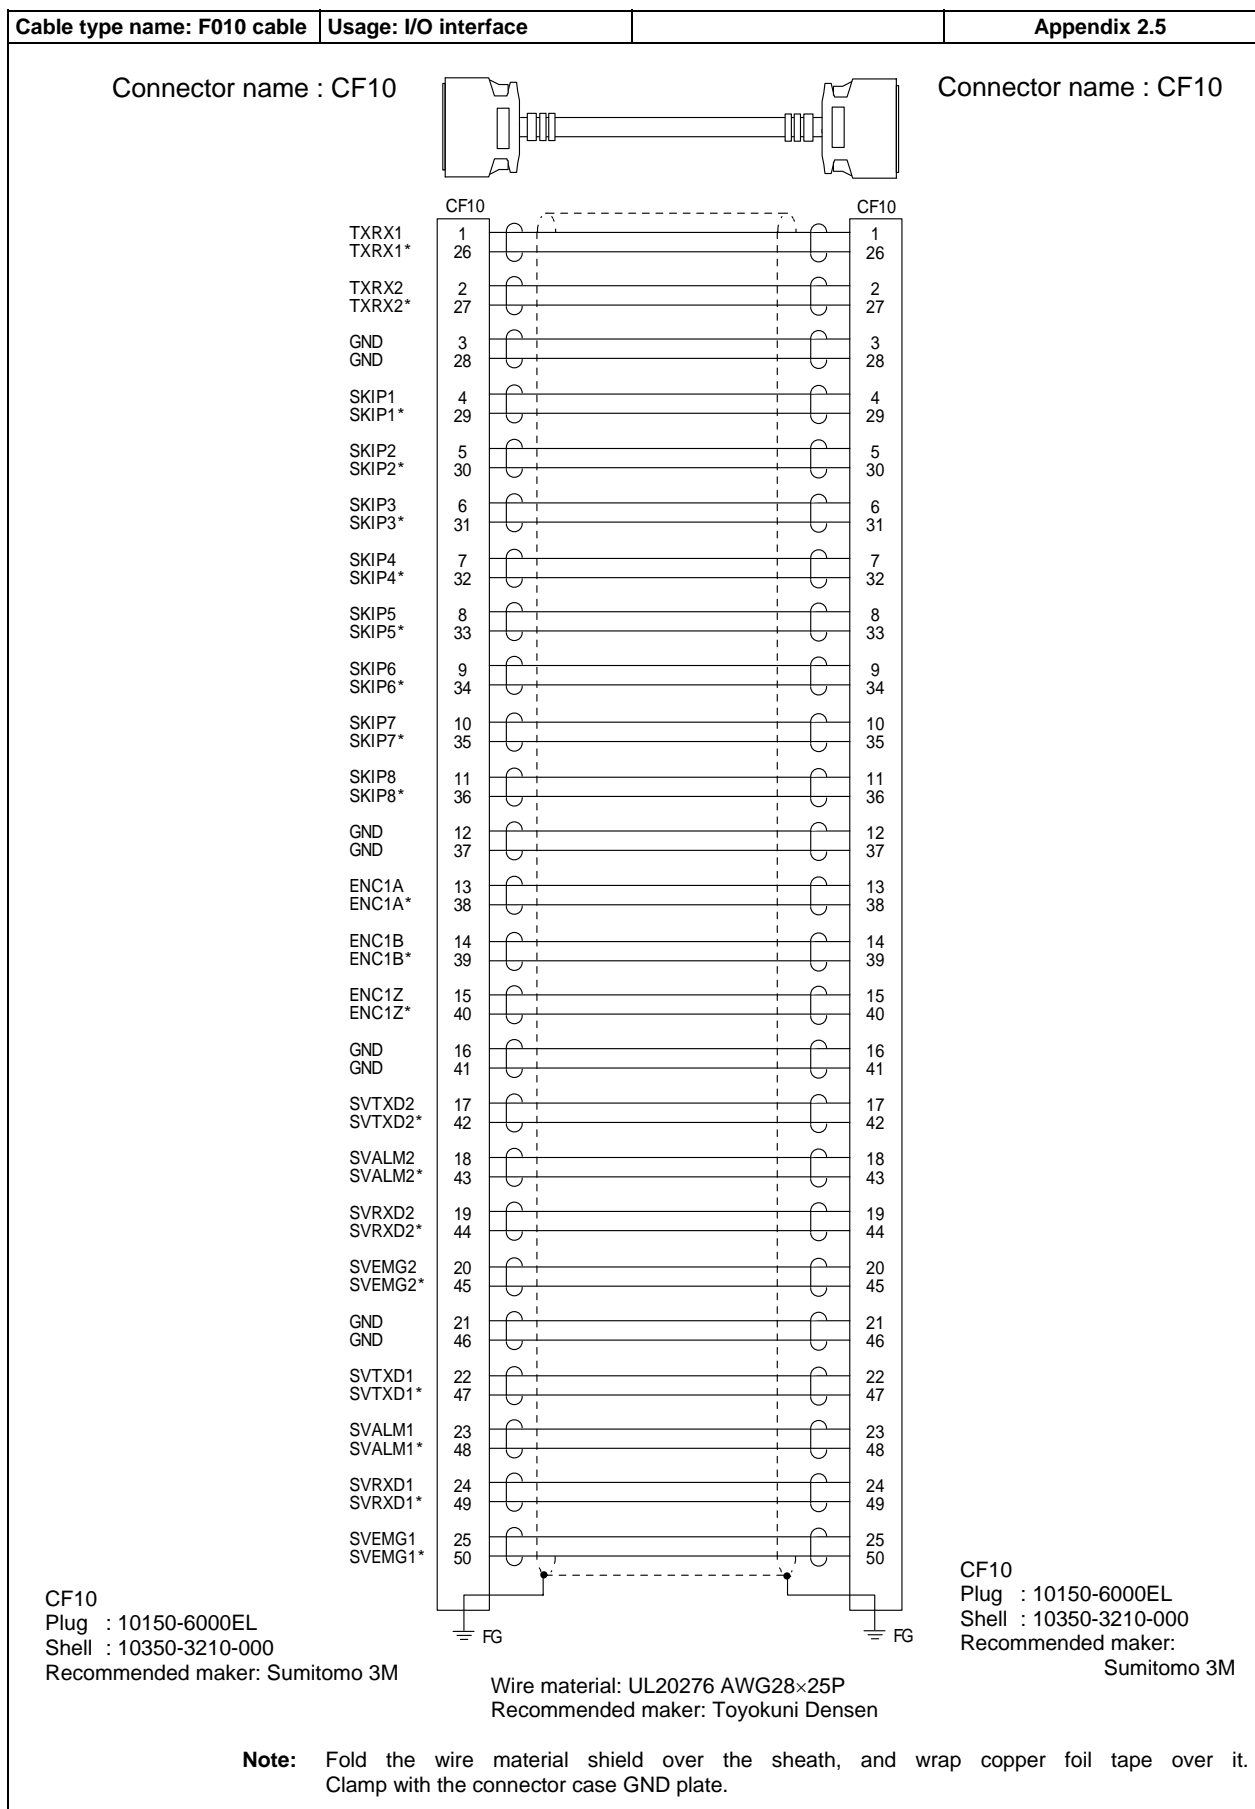 Cable type name: F010 cable Usage: I/O interface Appendix 2.5
Connector name : CF10 Connector name : CF10
CF10 CF10
TXRX1 1 1
TXRX1* 26 26
TXRX2 2 2
TXRX2* 27 27
GND 3 3
GND 28 28
SKIP1 4 4
SKIP1* 29 29
SKIP2 5 5
SKIP2* 30 30
SKIP3 6 6
SKIP3* 31 31
SKIP4 7 7
SKIP4* 32 32
SKIP5 8 8
SKIP5* 33 33
SKIP6 9 9
SKIP6* 34 34
SKIP7 10 10
SKIP7* 35 35
SKIP8 11 11
SKIP8* 36 36
GND 12 12
GND 37 37
ENC1A 13 13
ENC1A* 38 38
ENC1B 14 14
ENC1B* 39 39
ENC1Z 15 15
ENC1Z* 40 40
GND 16 16
GND 41 41
SVTXD2 17 17
SVTXD2* 42 42
SVALM2 18 18
SVALM2* 43 43
SVRXD2 19 19
SVRXD2* 44 44
SVEMG2 20 20
SVEMG2* 45 45
GND 21 21
GND 46 46
SVTXD1 22 22
SVTXD1* 47 47
SVALM1 23 23
SVALM1* 48 48
SVRXD1 24 24
SVRXD1* 49 49
SVEMG1 25 25
SVEMG1* 50 50
FG FG
CF10
Plug : 10150-6000EL
Shell : 10350-3210-000
Recommended maker: Sumitomo 3M
CF10
Plug : 10150-6000EL
Shell : 10350-3210-000
Recommended maker:
Sumitomo 3M
Wire material: UL20276 AWG28×25P
Recommended maker: Toyokuni Densen
Note: Fold the wire material shield over the sheath, and wrap copper foil tape over it.
Clamp with the connector case GND plate.